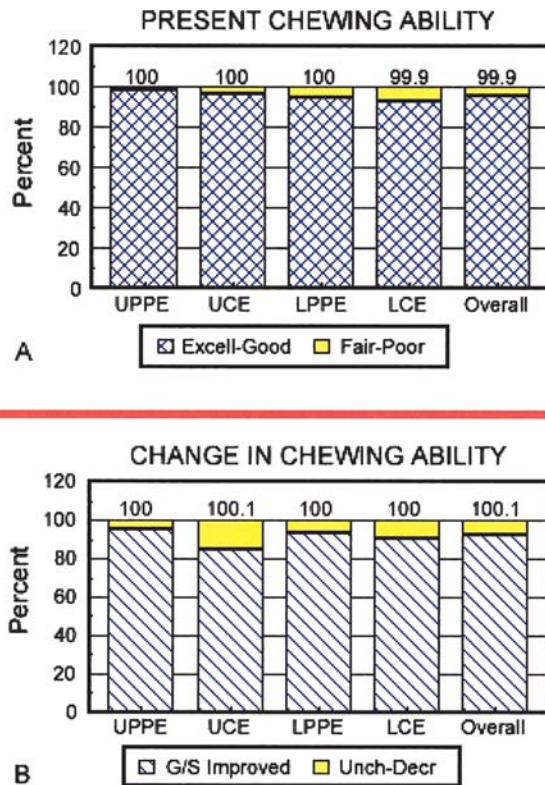 PRESENT CHEWING ABILITY
120
100
80
60
40
20
0
Percent
100 100 100 99.9 99.9
UPPE UCE LPPE LCE Overall
A
Excell-Good Fair-Poor
CHANGE IN CHEWING ABILITY
120
100
80
60
40
20
0
Percent
100 100.1 100 100 100.1
UPPE UCE LPPE LCE Overall
B
G/S Improved Unch-Decr